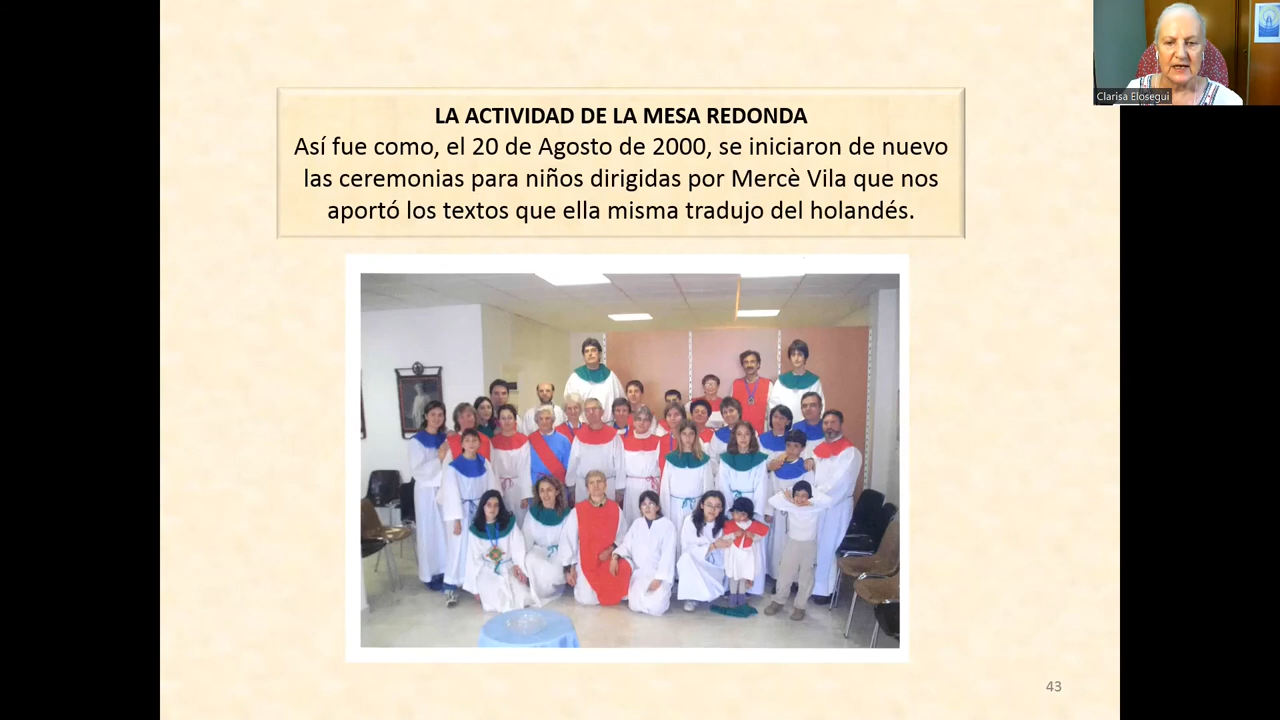 LA ACTIVIDAD DE LA MESA REDONDA
Así fue como, el 20 de Agosto de 2000, se iniciaron de nuevo
las ceremonias para niños dirigidas por Mercè Vila que nos
aportó los textos que ella misma tradujo del holandés.
Clarisa Elosegui
43